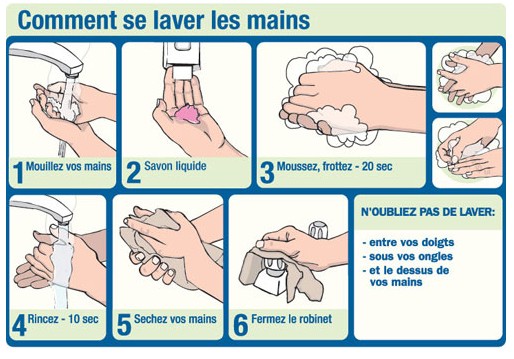 Comment se laver les mains
1 Mouillez vos mains
2 Savon liquide
3 Moussez, frottez - 20 sec
4 Rincez - 10 sec
5 Sechez vos mains
6 Fermez le robinet
N'OUBLIEZ PAS DE LAVER:
- entre vos doigts
- sous vos ongles
- et le dessus de
vos mains